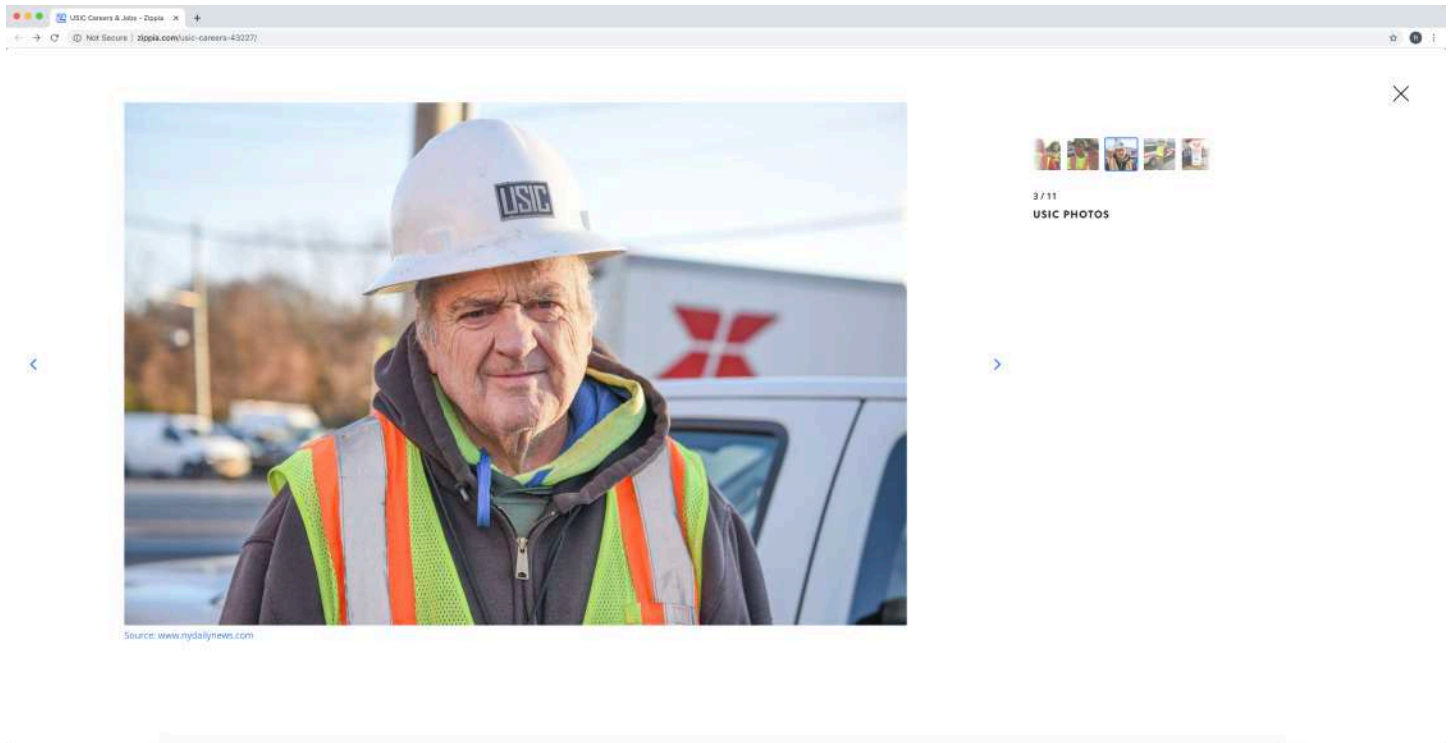 USIC Careers & Jobs - Zippia
Not Secure | zippia.com/usic-careers-43227/
USIC
3 / 11
USIC PHOTOS
Source: www.nydailynews.com